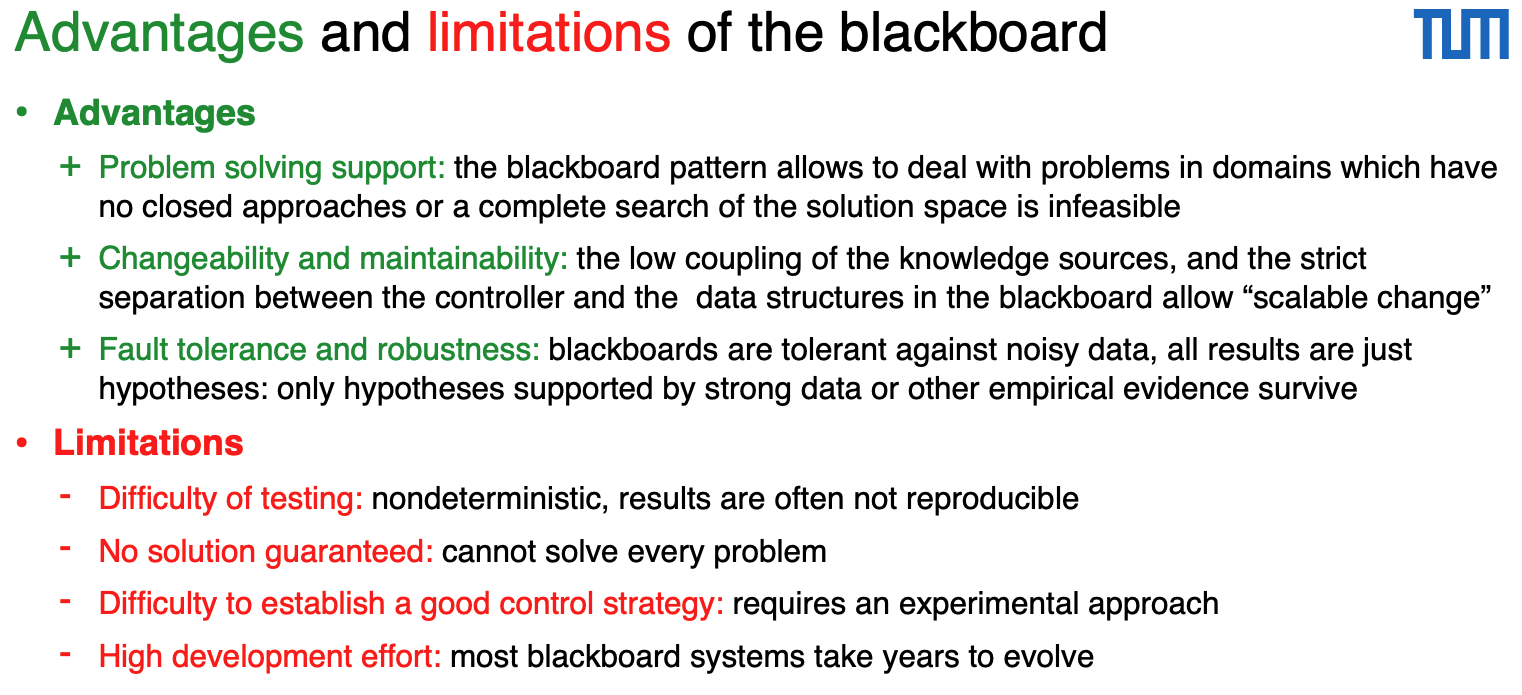 Advantages and limitations of the blackboard
TUM
• Advantages
+ Problem solving support: the blackboard pattern allows to deal with problems in domains which have
no closed approaches or a complete search of the solution space is infeasible
+ Changeability and maintainability: the low coupling of the knowledge sources, and the strict
separation between the controller and the  data structures in the blackboard allow “scalable change”
+ Fault tolerance and robustness: blackboards are tolerant against noisy data, all results are just
hypotheses: only hypotheses supported by strong data or other empirical evidence survive
• Limitations
- Difficulty of testing: nondeterministic, results are often not reproducible
- No solution guaranteed: cannot solve every problem
- Difficulty to establish a good control strategy: requires an experimental approach
- High development effort: most blackboard systems take years to evolve